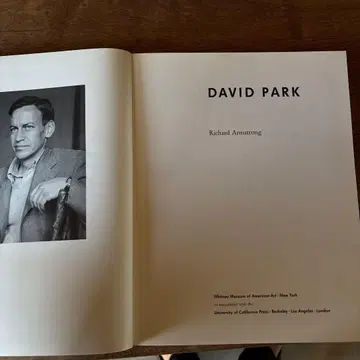 DAVID PARK
Richard Armstrong
Whitney Museum of American Art · New York
in association with the
University of California Press · Berkeley · Los Angeles · London